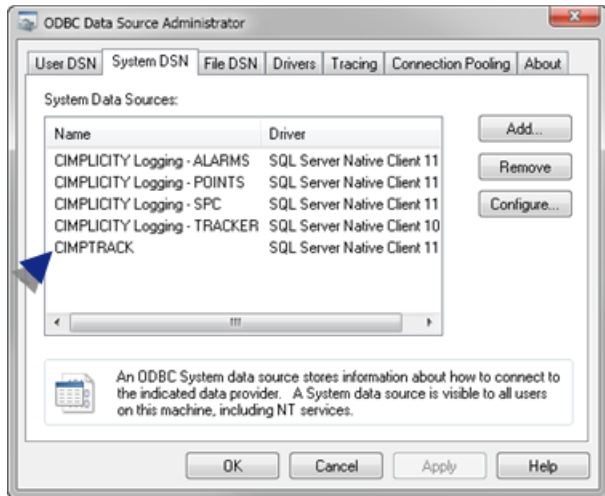 ODBC Data Source Administrator
User DSN System DSN File DSN Drivers Tracing Connection Pooling About
System Data Sources:
Name Driver
CIMPLICITY Logging - ALARMS SQL Server Native Client 11
CIMPLICITY Logging - POINTS SQL Server Native Client 11
CIMPLICITY Logging - SPC SQL Server Native Client 11
CIMPLICITY Logging - TRACKER SQL Server Native Client 10
CIMPTRACK SQL Server Native Client 11
Add...
Remove
Configure...
An ODBC System data source stores information about how to connect to
the indicated data provider. A System data source is visible to all users
on this machine, including NT services.
OK Cancel Apply Help